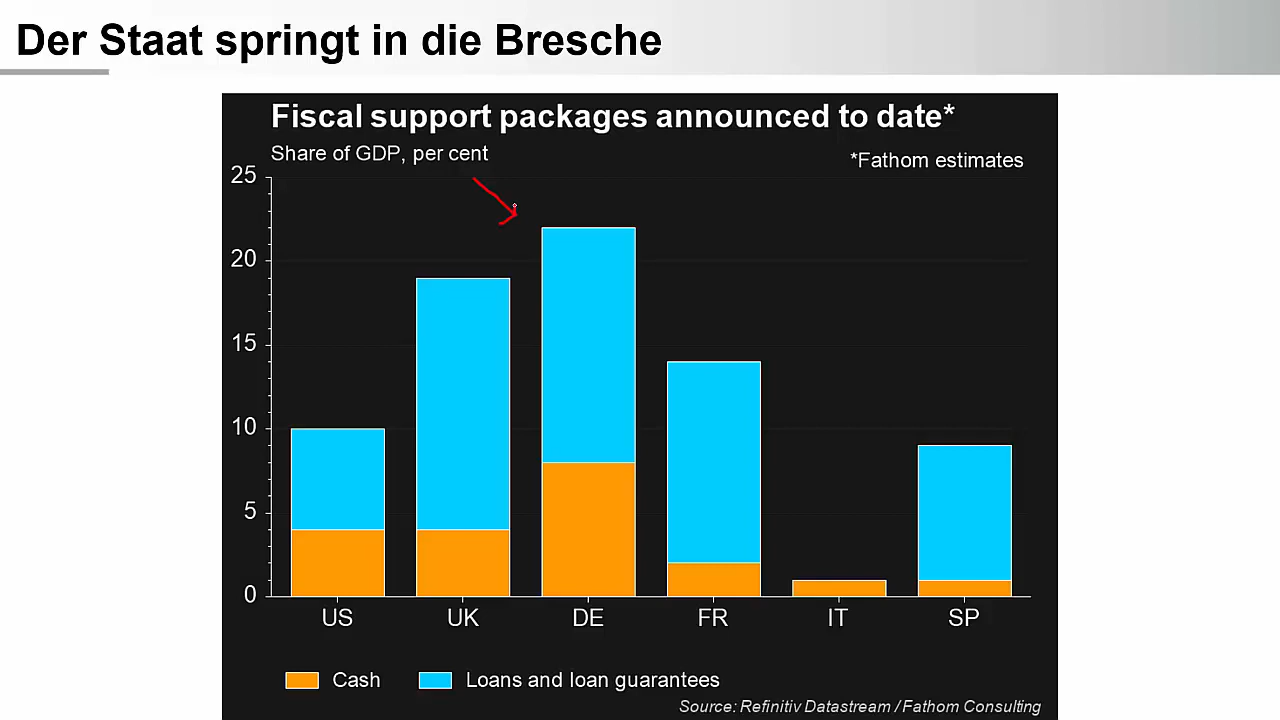 Der Staat springt in die Bresche
Fiscal support packages announced to date*
Share of GDP, per cent
*Fathom estimates
25
20
15
10
5
0
US UK DE FR IT SP
Cash Loans and loan guarantees
Source: Refinitiv Datastream / Fathom Consulting